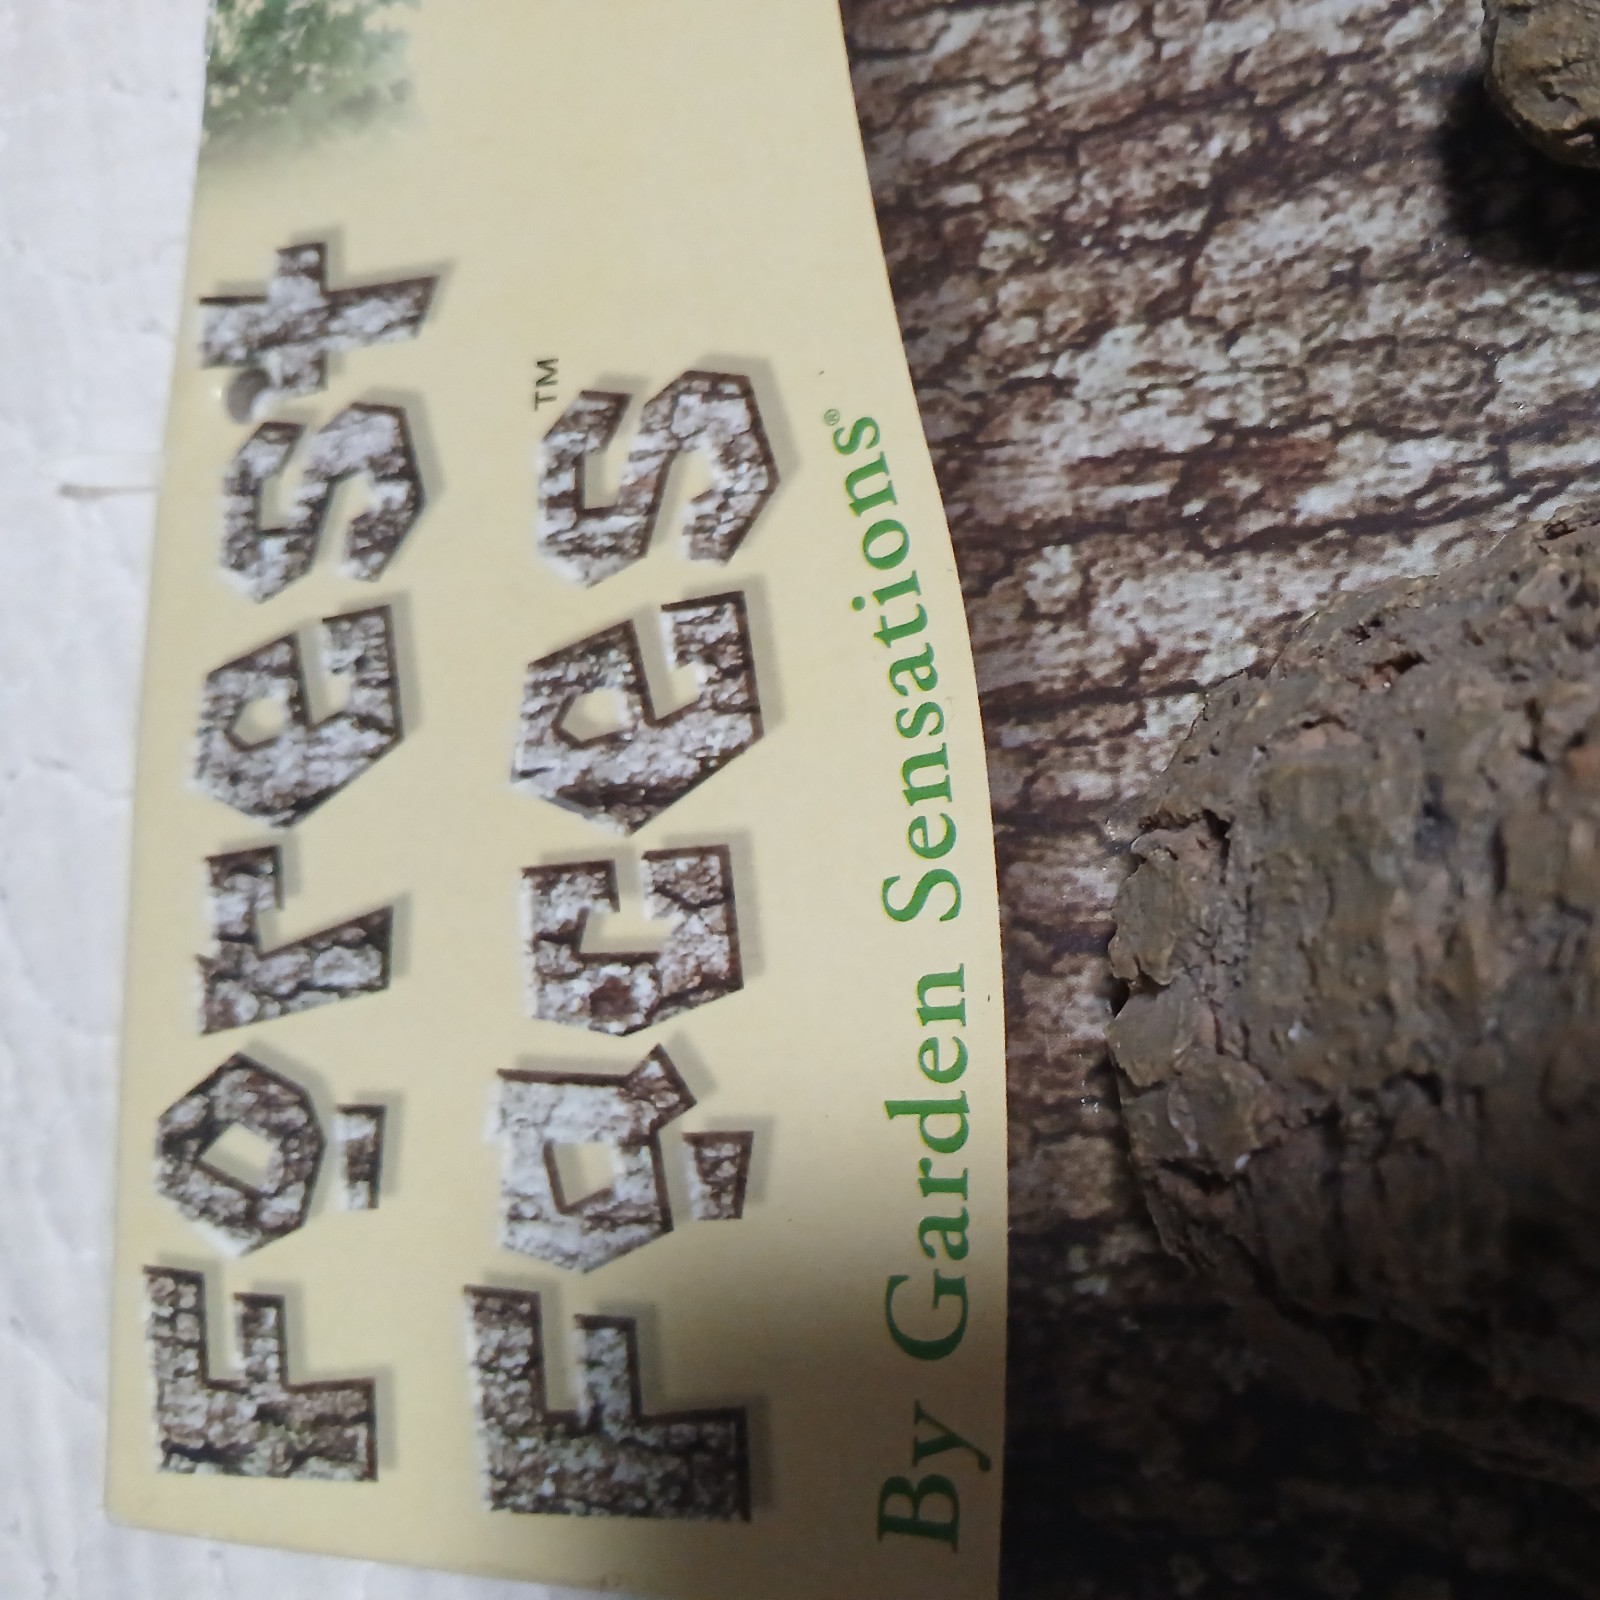 Forest
Faces™
By Garden Sensations®